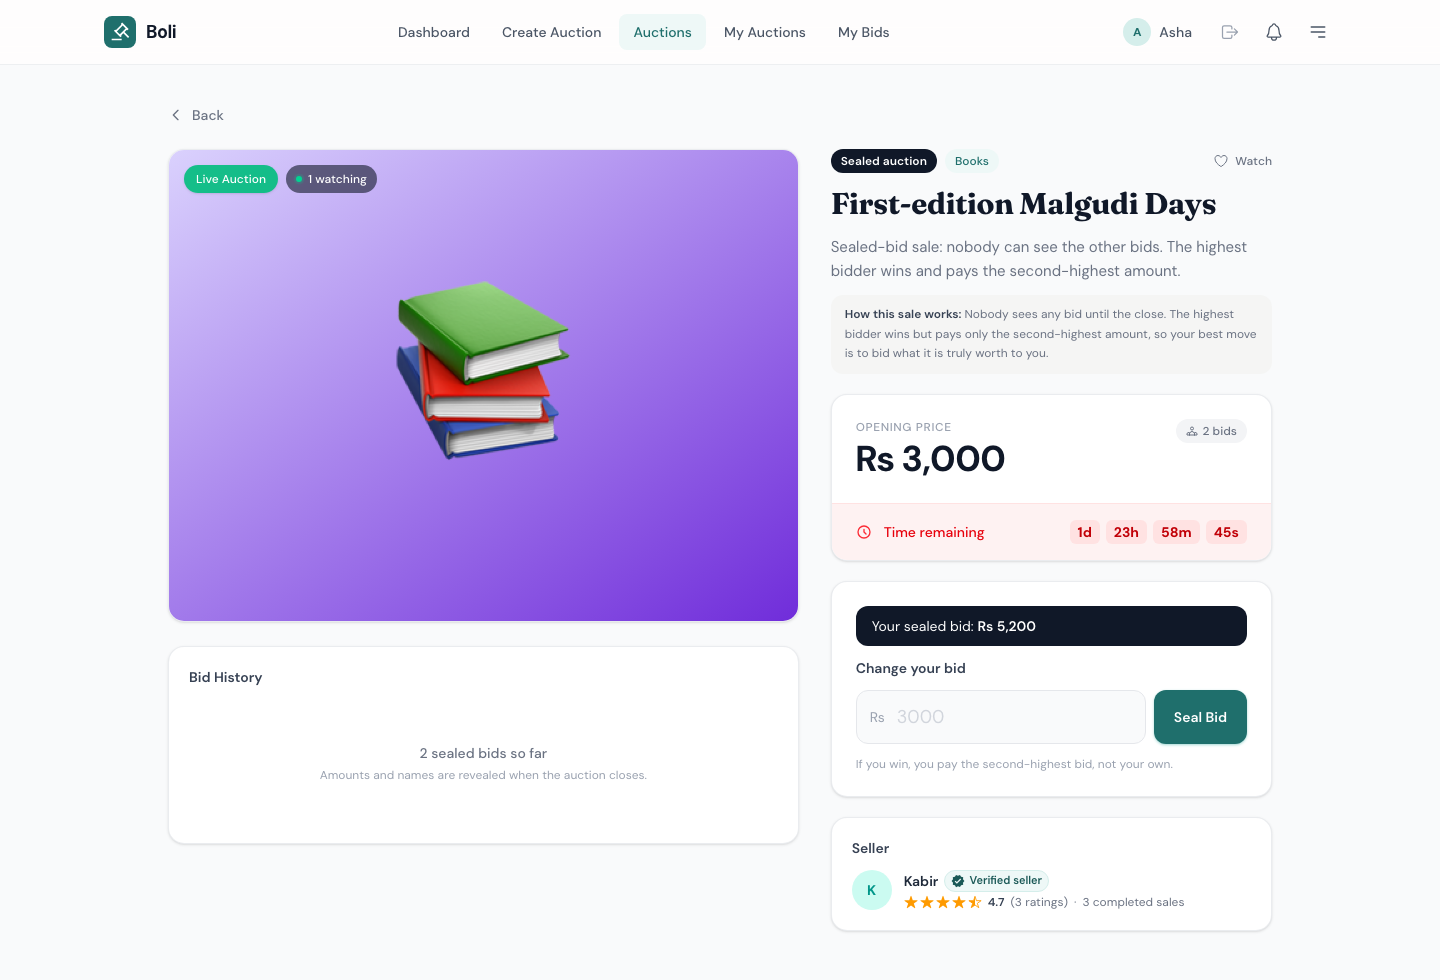 Boli
Dashboard
Create Auction
Auctions
My Auctions
My Bids
A
Asha
Back
Live Auction
1 watching
Sealed auction
Books
Watch
First-edition Malgudi Days
Sealed-bid sale: nobody can see the other bids. The highest
bidder wins and pays the second-highest amount.
How this sale works: Nobody sees any bid until the close. The highest
bidder wins but pays only the second-highest amount, so your best move
is to bid what it is truly worth to you.
OPENING PRICE
2 bids
Rs 3,000
Time remaining
1d 23h 58m 45s
Your sealed bid: Rs 5,200
Change your bid
Rs 3000
Seal Bid
If you win, you pay the second-highest bid, not your own.
Bid History
2 sealed bids so far
Amounts and names are revealed when the auction closes.
Seller
K
Kabir
Verified seller
4.7 (3 ratings) · 3 completed sales